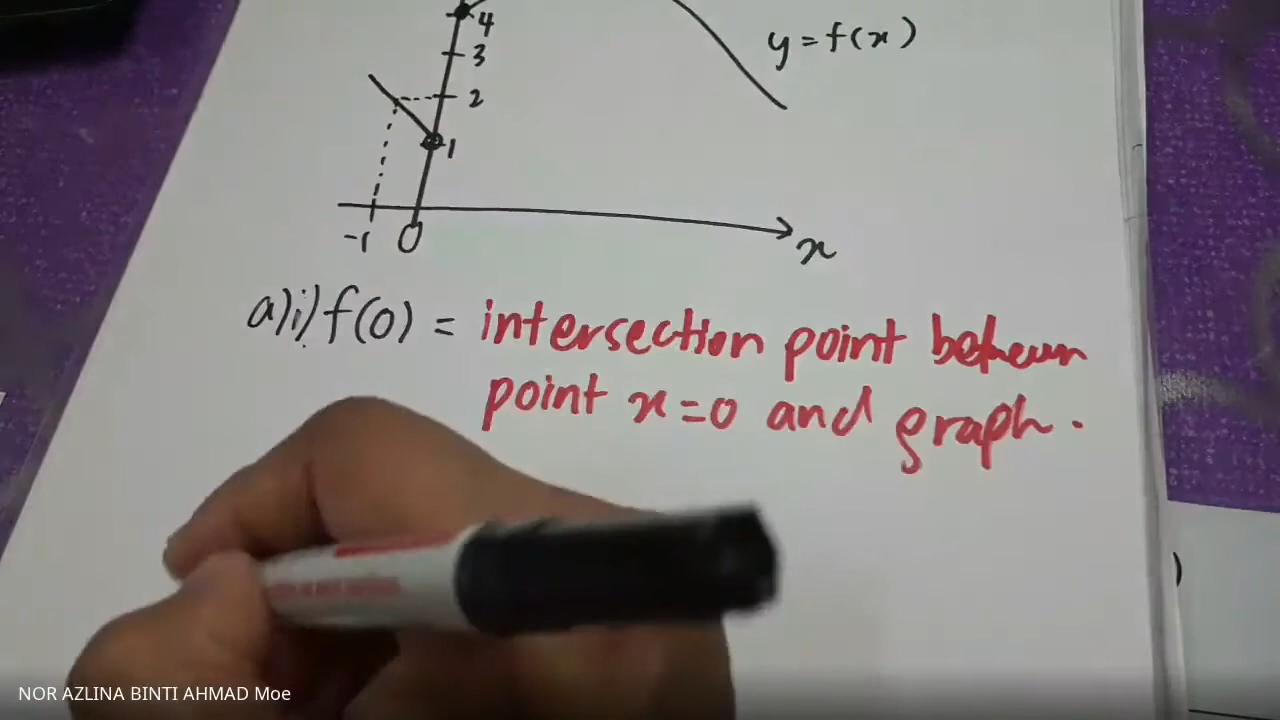 4
3
y = f(x)
2
1
-1 0
x
a)i) f(0) = intersection point between
point x = 0 and graph.
)
NOR AZLINA BINTI AHMAD Moe